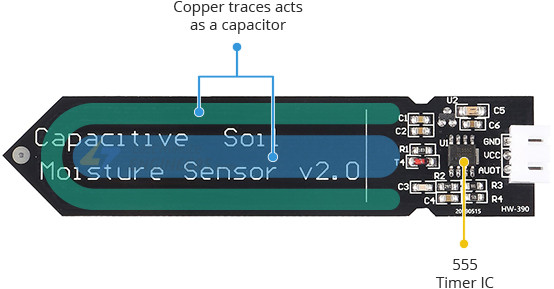 Copper traces acts
as a capacitor
Capacitive Soil
Moisture Sensor v2.0
U2
C1
C2
C5
C6
R1
U1
T4
GND
VCC
AUOT
C3
R2
R3
C4
R4
HW-390
555
Timer IC